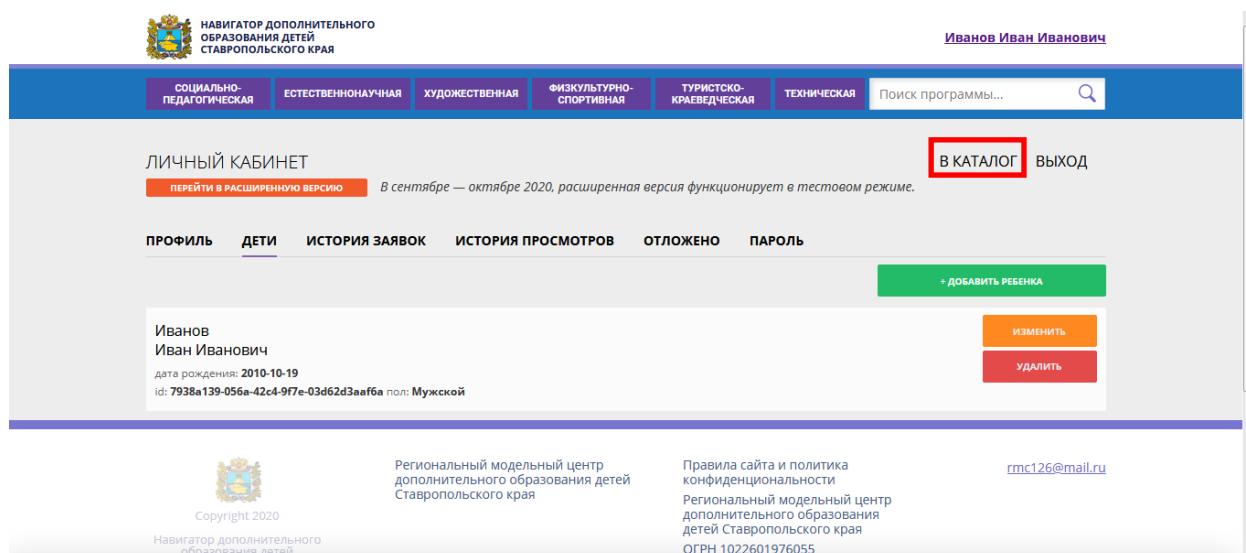 НАВИГАТОР ДОПОЛНИТЕЛЬНОГО
ОБРАЗОВАНИЯ ДЕТЕЙ
СТАВРОПОЛЬСКОГО КРАЯ
Иванов Иван Иванович
СОЦИАЛЬНО-
ПЕДАГОГИЧЕСКАЯ
ЕСТЕСТВЕННОНАУЧНАЯ
ХУДОЖЕСТВЕННАЯ
ФИЗКУЛЬТУРНО-
СПОРТИВНАЯ
ТУРИСТСКО-
КРАЕВЕДЧЕСКАЯ
ТЕХНИЧЕСКАЯ
Поиск программы...
ЛИЧНЫЙ КАБИНЕТ
В КАТАЛОГ ВЫХОД
ПЕРЕЙТИ В РАСШИРЕННУЮ ВЕРСИЮ
В сентябре — октябре 2020, расширенная версия функционирует в тестовом режиме.
ПРОФИЛЬ ДЕТИ ИСТОРИЯ ЗАЯВОК ИСТОРИЯ ПРОСМОТРОВ ОТЛОЖЕНО ПАРОЛЬ
+ ДОБАВИТЬ РЕБЕНКА
Иванов
Иван Иванович
дата рождения: 2010-10-19
id: 7938a139-056a-42c4-9f7e-03d62d3aaf6a пол: Мужской
ИЗМЕНИТЬ
УДАЛИТЬ
Copyright 2020
Навигатор дополнительного
образования детей
Региональный модельный центр
дополнительного образования детей
Ставропольского края
Правила сайта и политика
конфиденциональности
Региональный модельный центр
дополнительного образования
детей Ставропольского края
ОГРН 1022601976055
rmc126@mail.ru